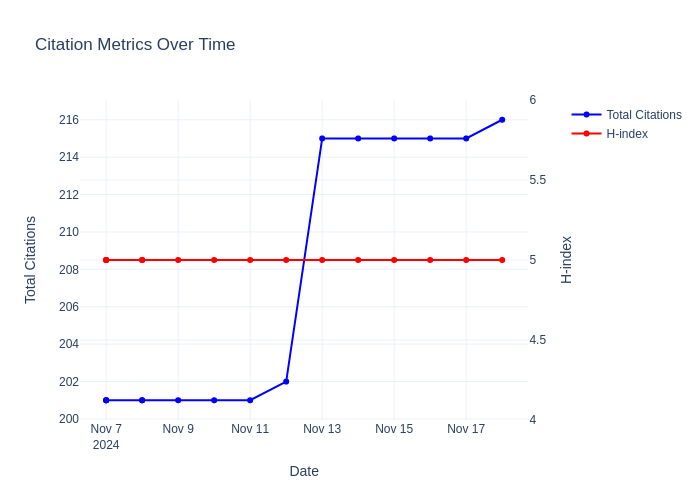 Citation Metrics Over Time
Total Citations
H-index
216
214
212
210
208
206
204
202
200
6
5.5
5
4.5
4
Total Citations
H-index
Nov 7
2024
Nov 9
Nov 11
Nov 13
Nov 15
Nov 17
Date